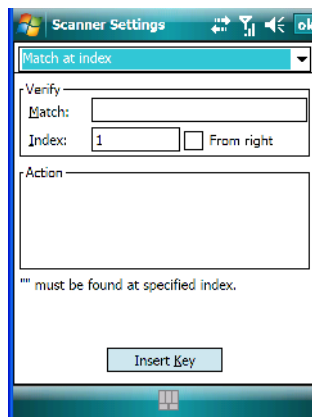 Scanner Settings ok
Match at index
Verify
Match:
Index: 1 From right
Action
"" must be found at specified index.
Insert Key